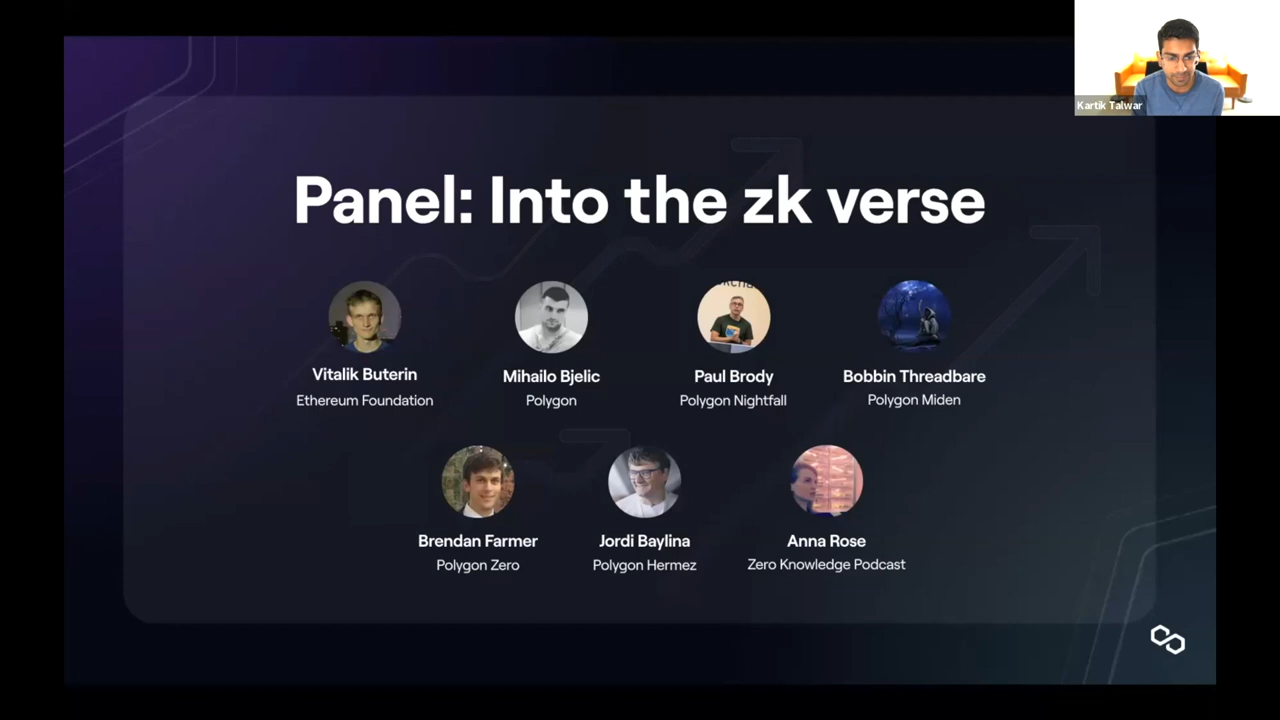 Kartik Talwar
Panel: Into the zk verse
Vitalik Buterin
Ethereum Foundation
Mihailo Bjelic
Polygon
Paul Brody
Polygon Nightfall
Bobbin Threadbare
Polygon Miden
Brendan Farmer
Polygon Zero
Jordi Baylina
Polygon Hermez
Anna Rose
Zero Knowledge Podcast